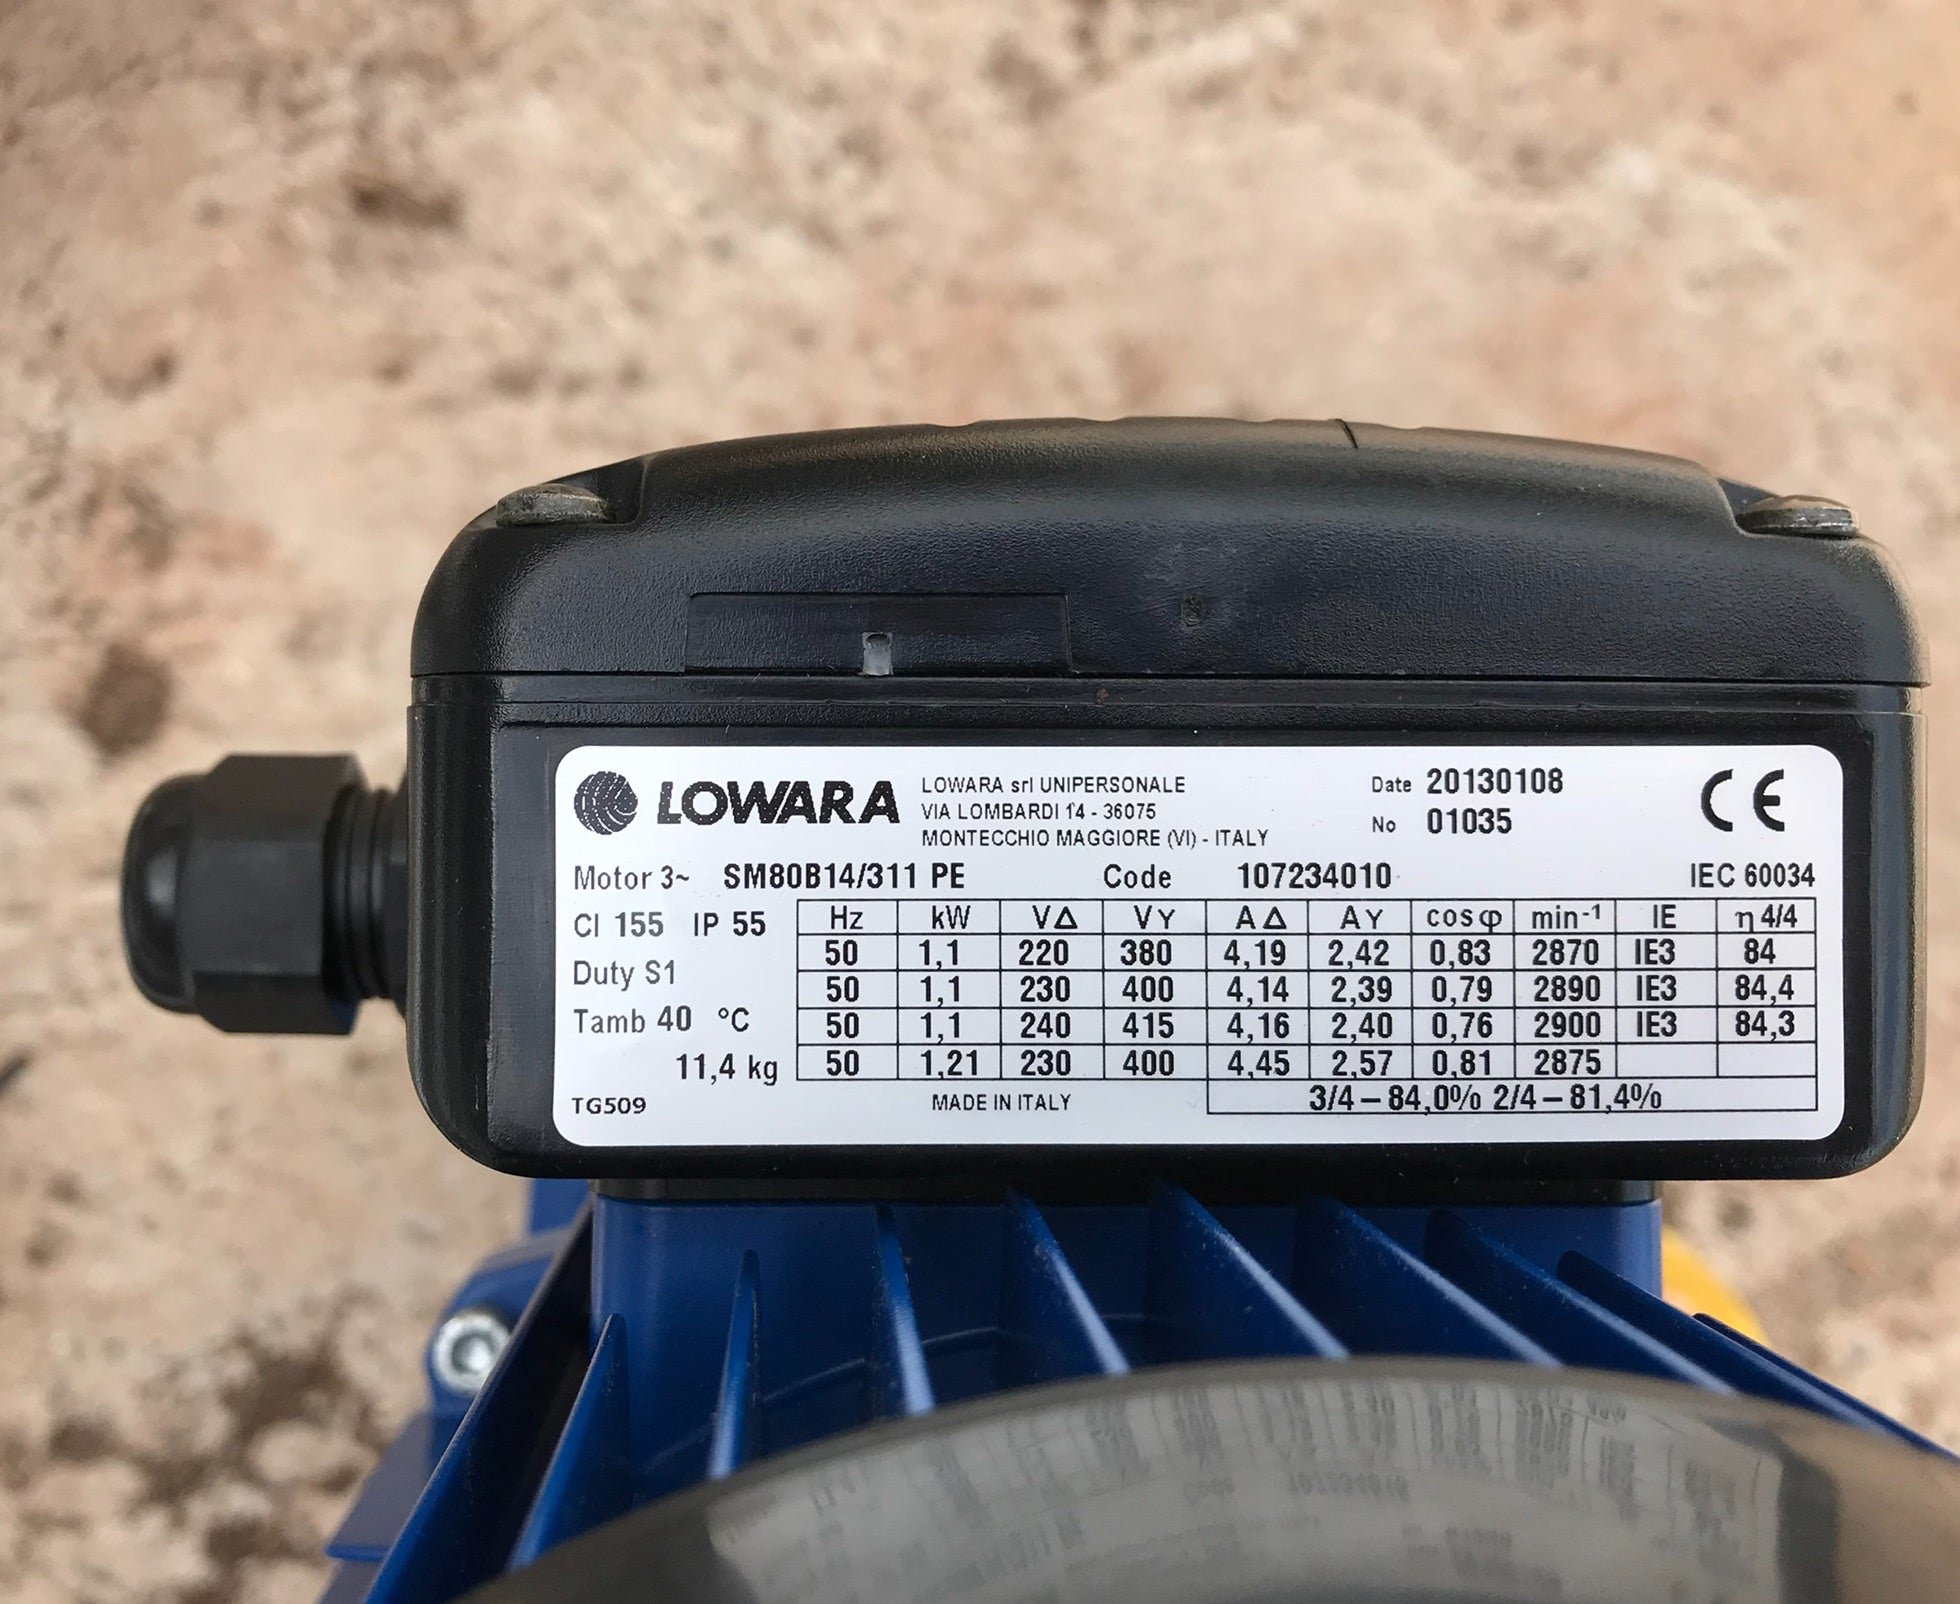 LOWARA
LOWARA srl UNIPERSONALE
VIA LOMBARDI 14 - 36075
MONTECCHIO MAGGIORE (VI) - ITALY
Date 20130108
No 01035
CE
Motor 3~ SM80B14/311 PE Code 107234010 IEC 60034
CI 155 IP 55
Duty S1
Tamb 40 °C
11,4 kg
TG509
Hz kW V∆ VY A∆ AY cosφ min⁻¹ IE η 4/4
50 1,1 220 380 4,19 2,42 0,83 2870 IE3 84
50 1,1 230 400 4,14 2,39 0,79 2890 IE3 84,4
50 1,1 240 415 4,16 2,40 0,76 2900 IE3 84,3
50 1,21 230 400 4,45 2,57 0,81 2875
MADE IN ITALY
3/4 – 84,0% 2/4 – 81,4%